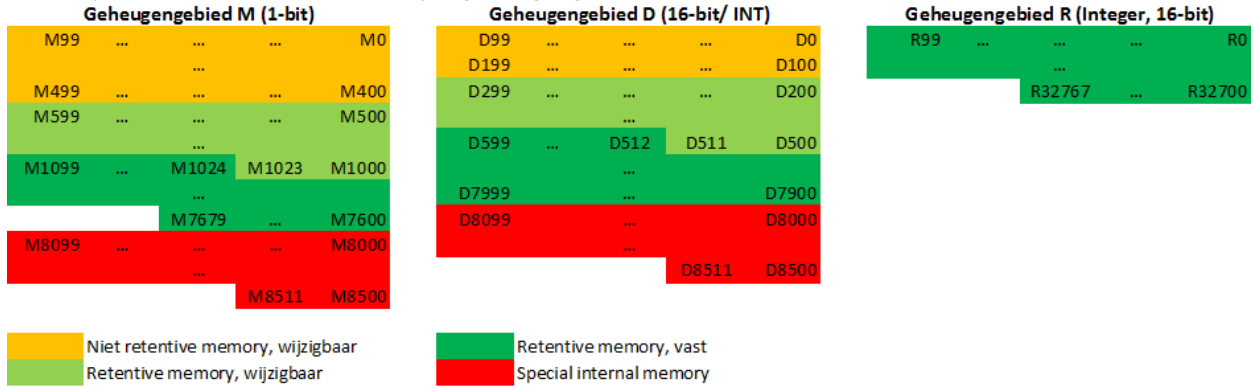 Geheugengebied M (1-bit) Geheugengebied D (16-bit/ INT) Geheugengebied R (Integer, 16-bit)
M99 ... ... ... M0 D99 ... ... ... D0 R99 ... ... ... R0
... D199 ... ... ... D100 ...
M499 ... ... ... M400 D299 ... ... ... D200 R32767 ... R32700
M599 ... ... ... M500 ...
... D599 ... D512 D511 D500
M1099 ... M1024 M1023 M1000 ...
... D7999 ... D7900
M7679 ... M7600 D8099 ... D8000
M8099 ... ... ... M8000 ...
... D8511 D8500
M8511 M8500
Niet retentive memory, wijzigbaar Retentive memory, vast
Retentive memory, wijzigbaar Special internal memory